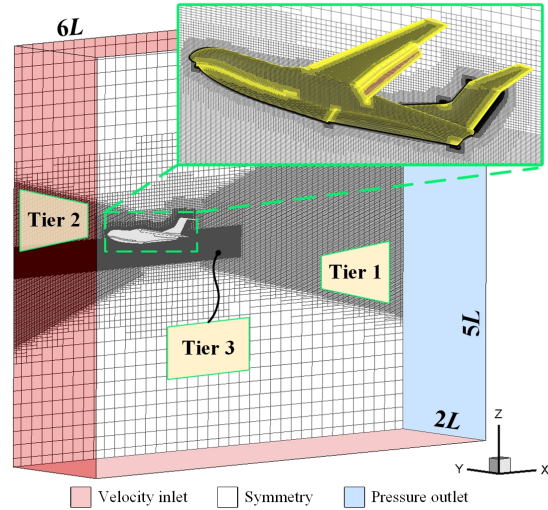 6L
Tier 2
Tier 1
Tier 3
5L
2L
Z
Y
X
Velocity inlet
Symmetry
Pressure outlet